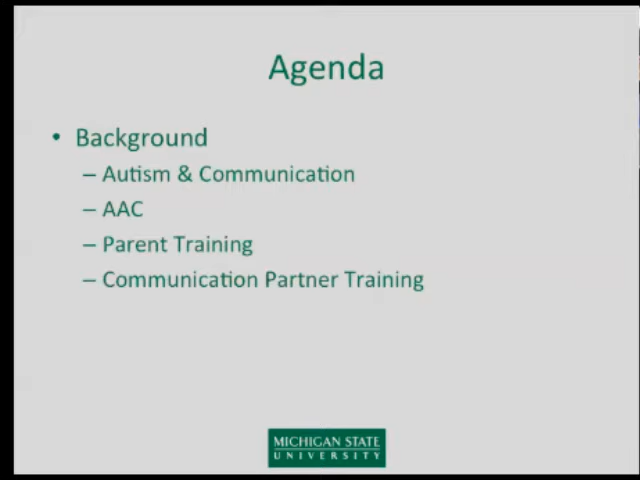 Agenda
• Background
– Autism & Communication
– AAC
– Parent Training
– Communication Partner Training
MICHIGAN STATE
UNIVERSITY